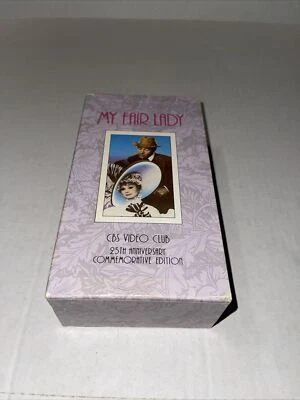 MY FAIR LADY
CBS VIDEO CLUB
25TH ANNIVERSARY
COMMEMORATIVE EDITION